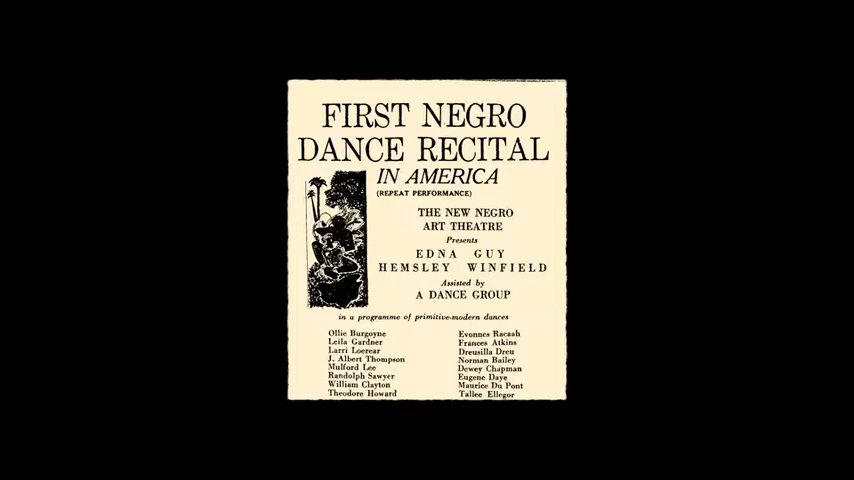 FIRST NEGRO
DANCE RECITAL
IN AMERICA
(REPEAT PERFORMANCE)
THE NEW NEGRO
ART THEATRE
Presents
EDNA GUY
HEMSLEY WINFIELD
Assisted by
A DANCE GROUP
in a programme of primitive-modern dances
Ollie Burgoyne
Leila Gardner
Larri Loerear
J. Albert Thompson
Mulford Lee
Randolph Sawyer
William Clayton
Theodore Howard
Evonnes Racaah
Frances Atkins
Dreusilla Dreu
Norman Bailey
Dewey Chapman
Eugene Daye
Maurice Du Pont
Tallee Ellegor